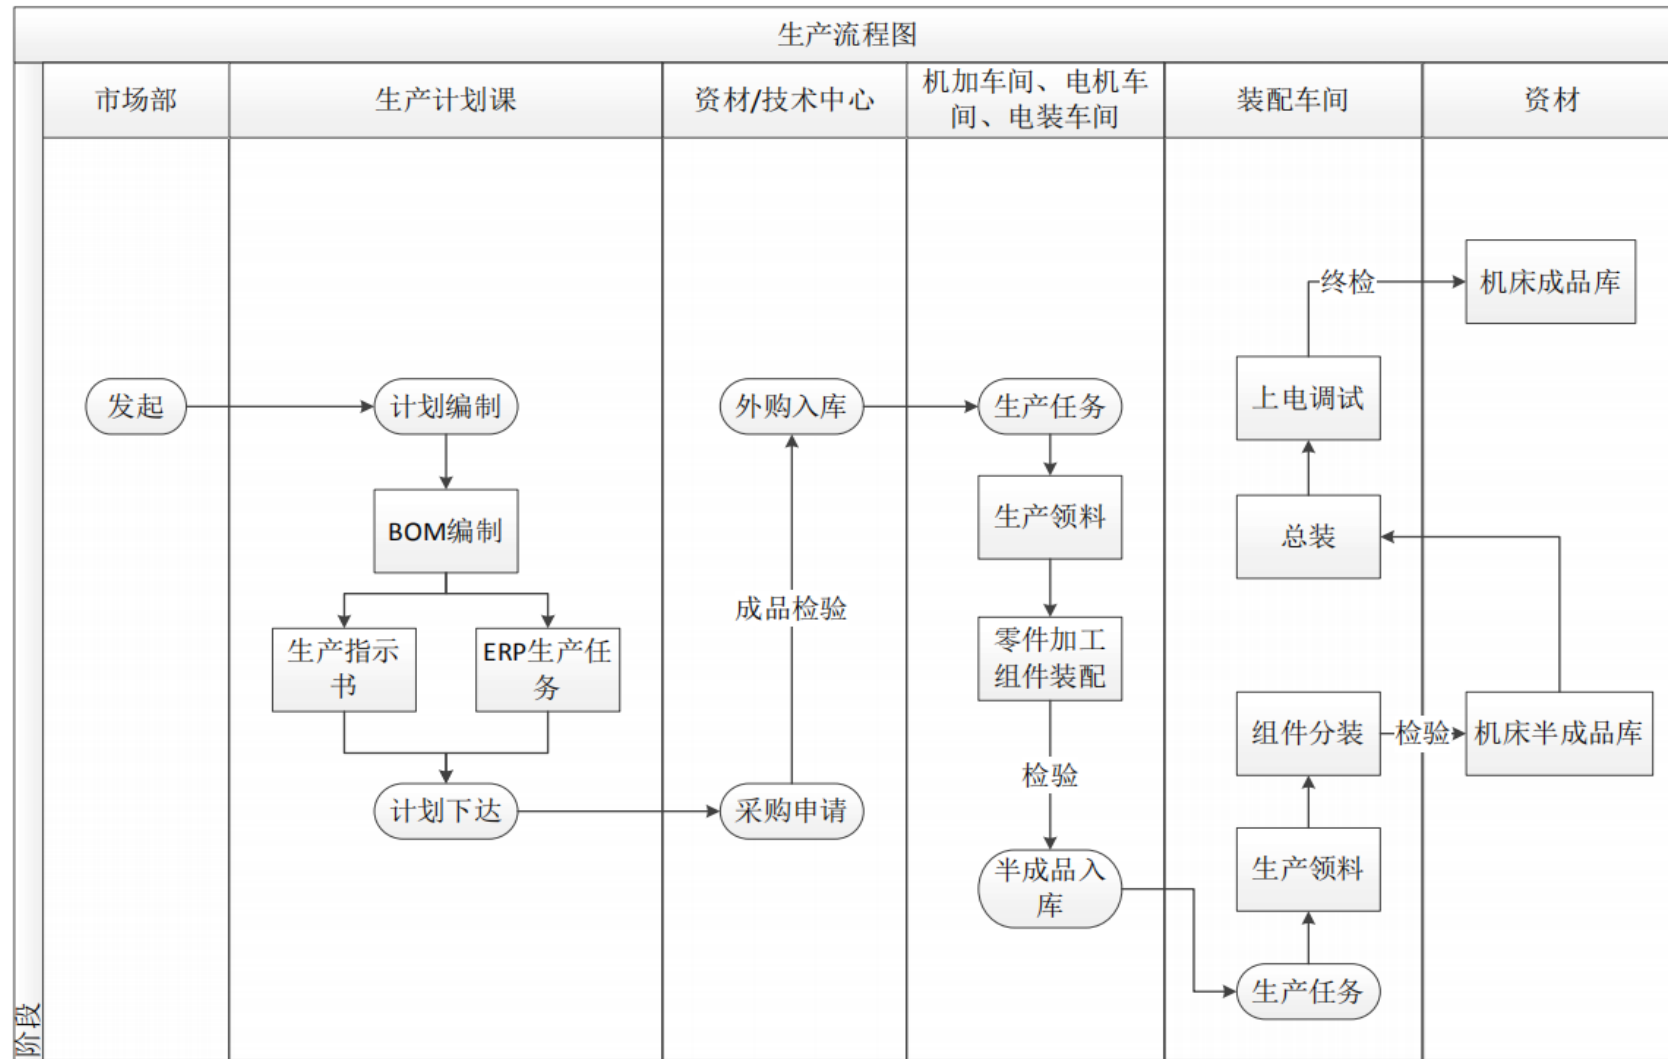 生产流程图
市场部
生产计划课
资材/技术中心
机加车间、电机车
间、电装车间
装配车间
资材
阶段
发起
计划编制
BOM编制
生产指示
书
ERP生产任
务
计划下达
采购申请
成品检验
外购入库
生产任务
生产领料
零件加工
组件装配
检验
半成品入
库
生产任务
生产领料
组件分装
检验
机床半成品库
总装
上电调试
终检
机床成品库